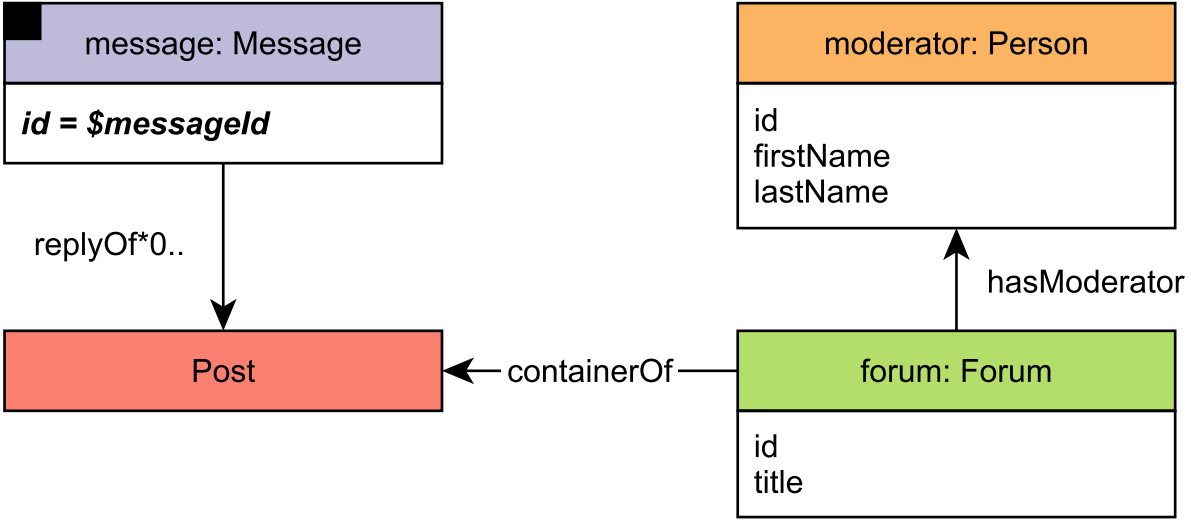 message: Message
id = $messageId
moderator: Person
id
firstName
lastName
replyOf*0..
hasModerator
Post
containerOf
forum: Forum
id
title